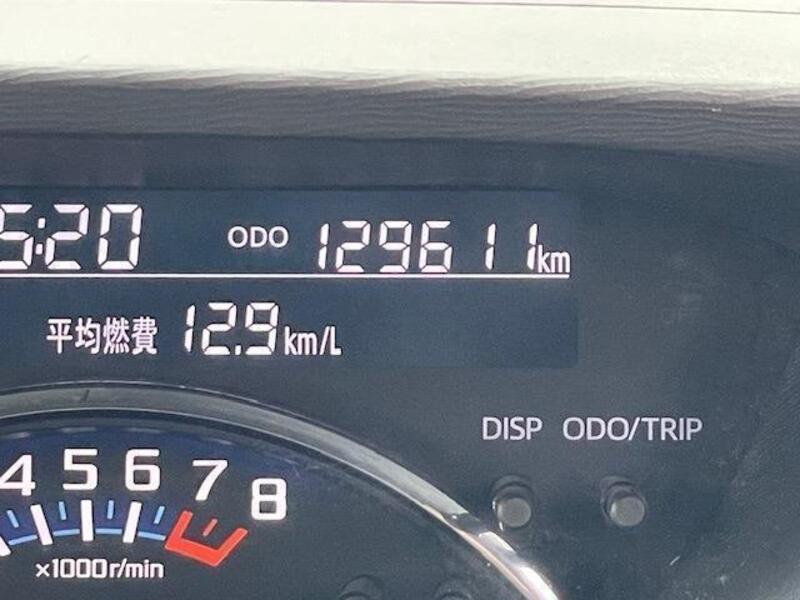 5:20 ODO 129611km
平均燃費 12.9km/L
DISP ODO/TRIP
4 5 6 7 8
×1000r/min